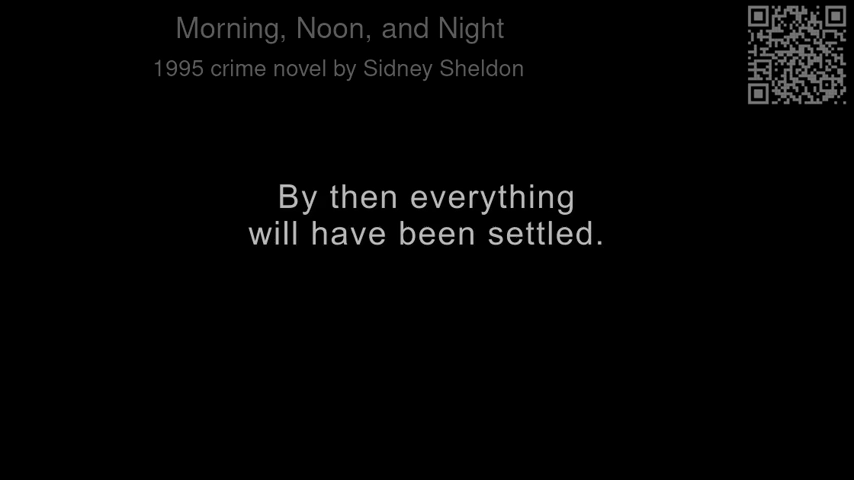 Morning, Noon, and Night
1995 crime novel by Sidney Sheldon
By then everything
will have been settled.